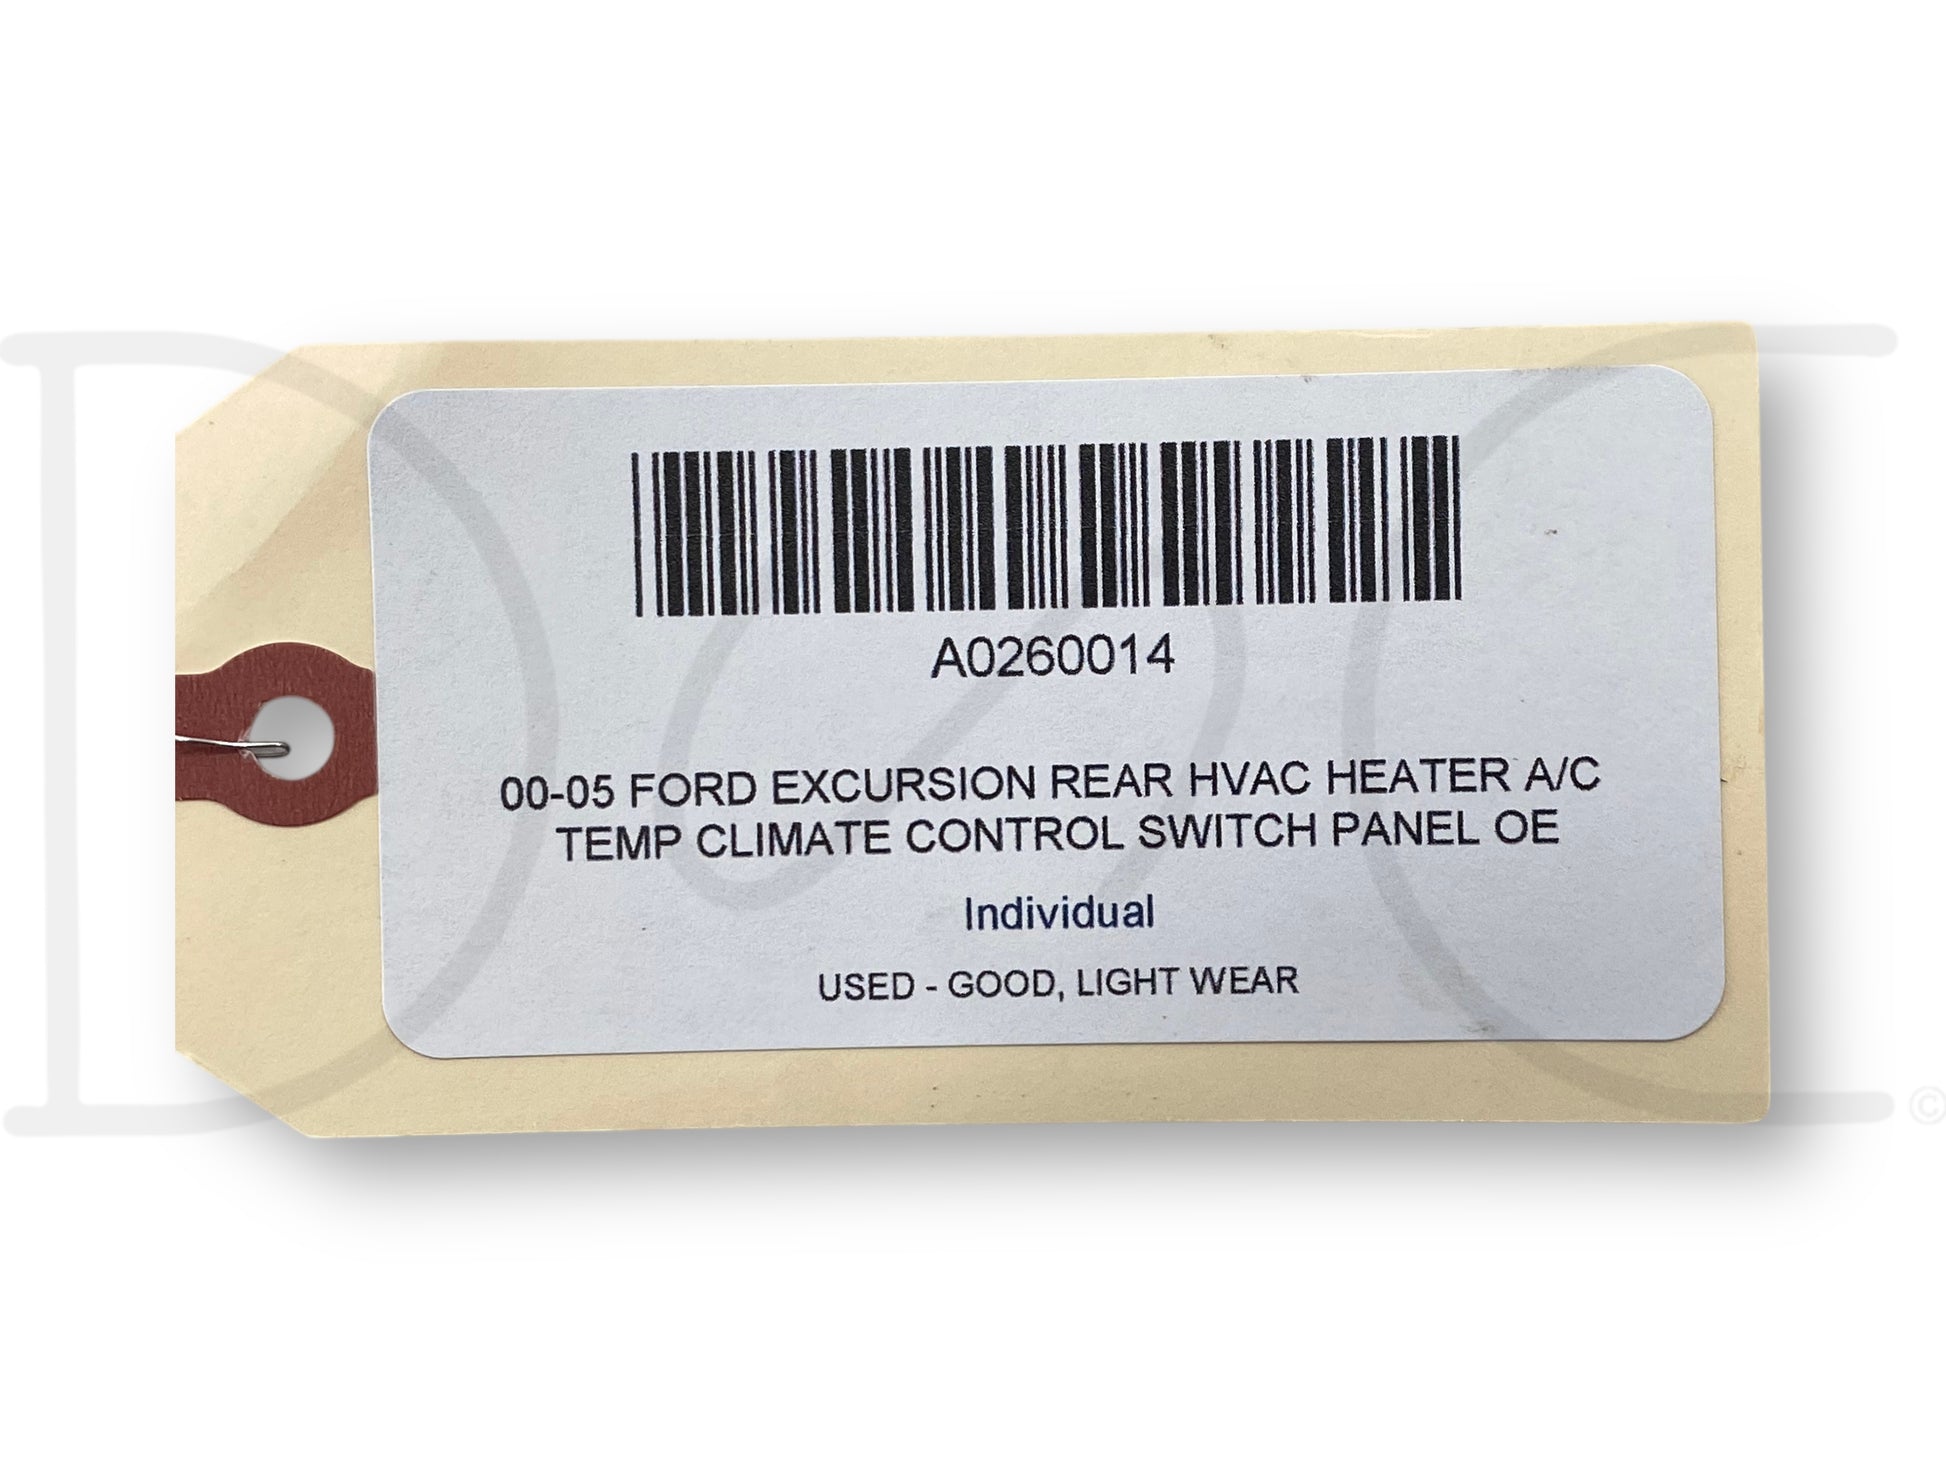 A0260014
00-05 FORD EXCURSION REAR HVAC HEATER A/C
TEMP CLIMATE CONTROL SWITCH PANEL OE
Individual
USED - GOOD, LIGHT WEAR
©